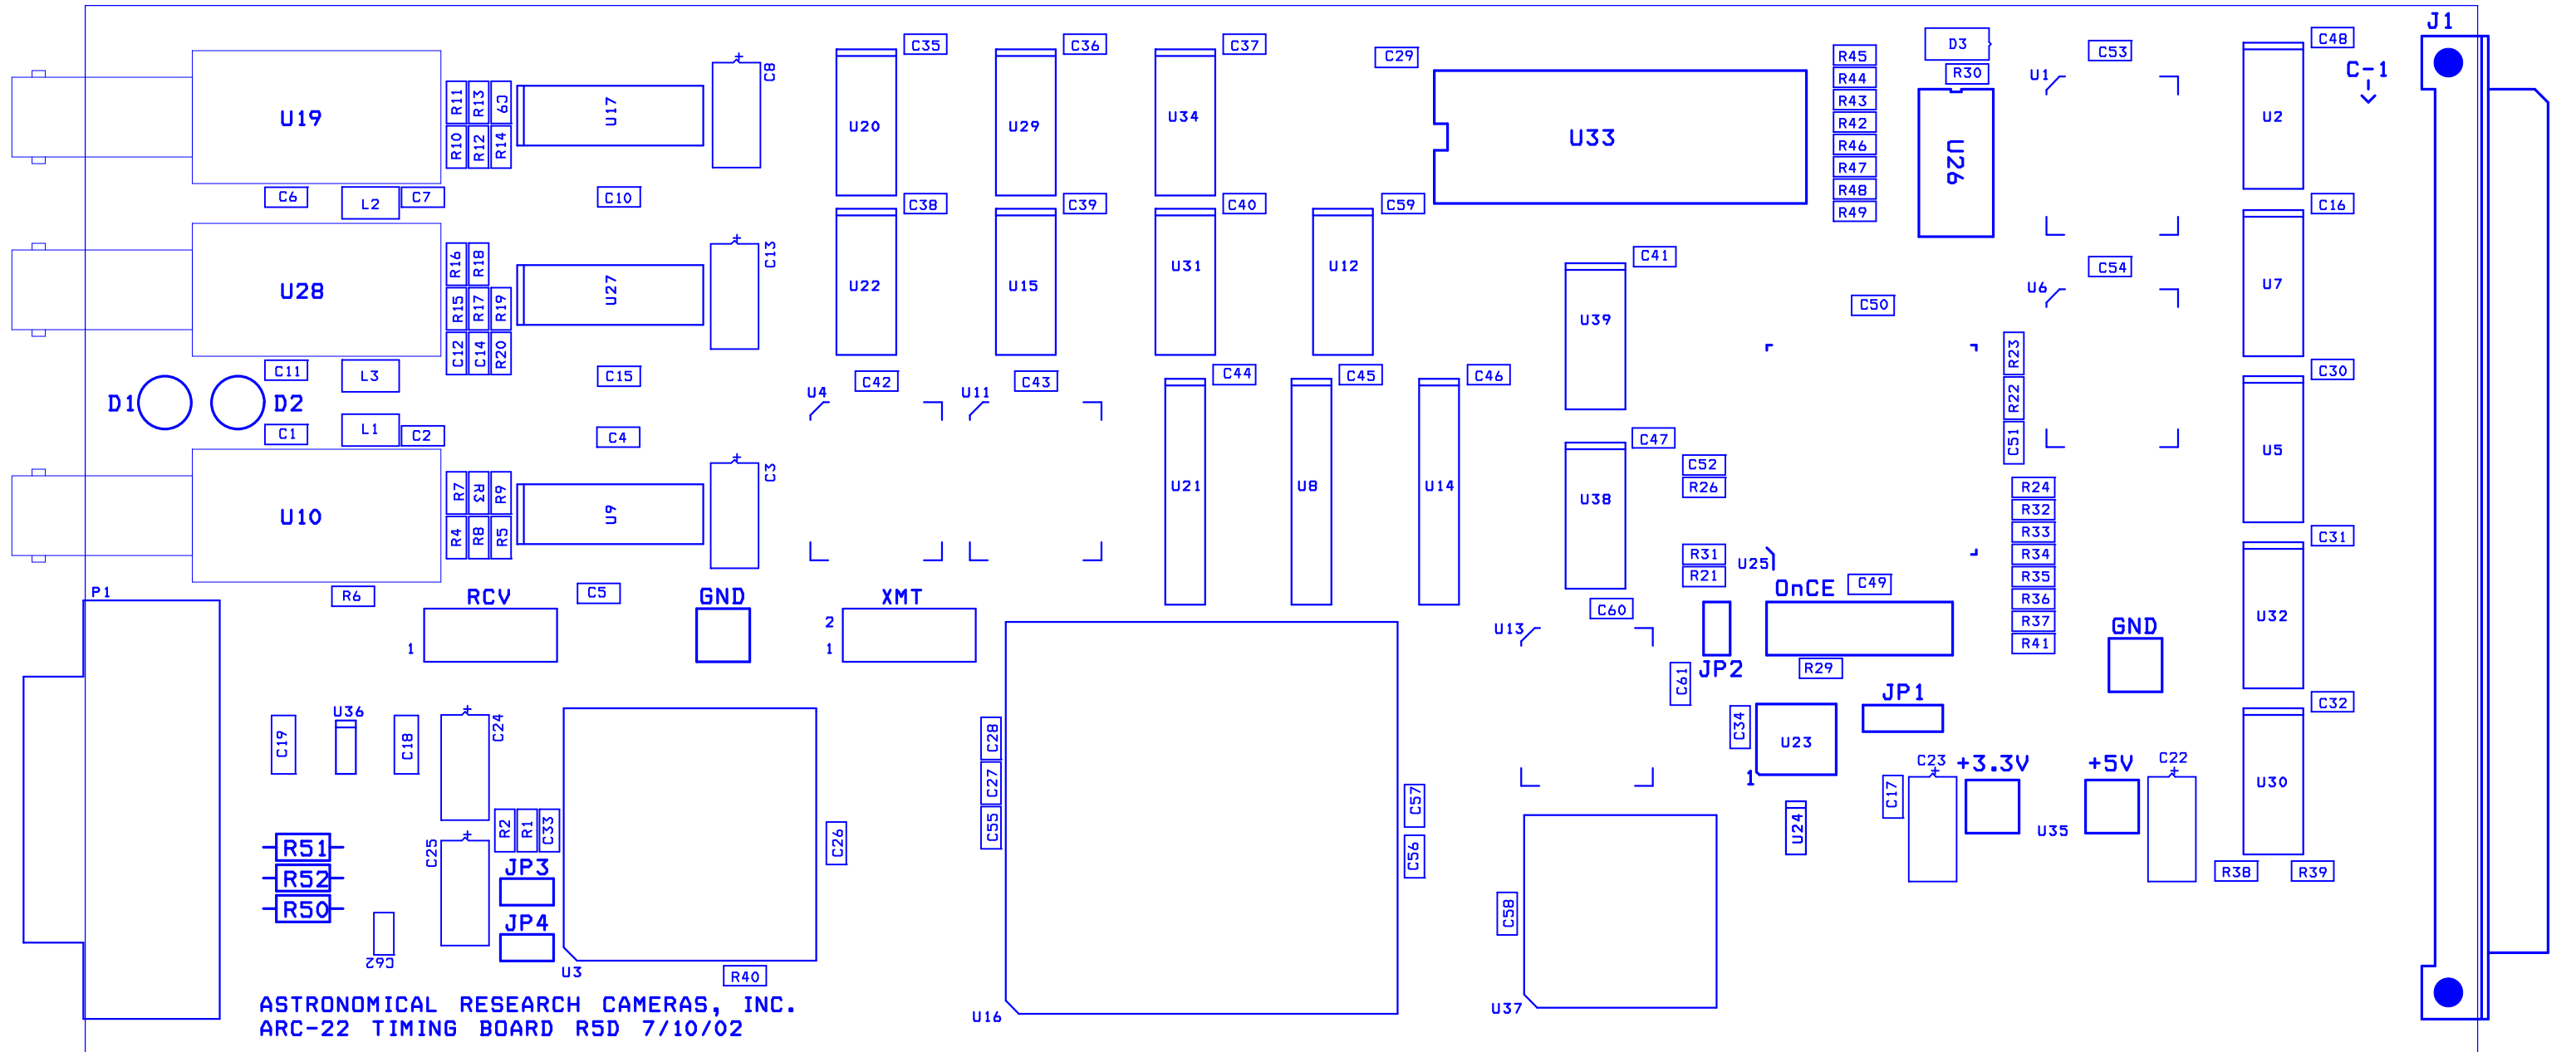 J1
C35
C36
C37
C29
R45
D3
C53
C48
C8
R44
R30
U1
C-1
R11
R13
C9
U17
R43
U19
U20
U29
U34
U33
R42
U2
R10
R12
R14
R46
U26
R47
R48
R49
C6
L2
C7
C10
C38
C39
C40
C59
C16
R16
R18
C13
C41
C54
U28
U27
U22
U15
U31
U12
U6
U7
R15
R17
R19
U39
C50
C12
C14
R20
R23
C11
L3
C15
U4
C42
U11
C43
C44
C45
C46
C30
D1
D2
R22
C1
L1
C2
C4
C47
C51
U5
C3
C52
R7
R3
R9
U21
U8
U14
U38
R26
R24
U10
U9
R32
R4
R8
R5
R33
C31
R31
U25
R34
P1
R6
RCV
C5
GND
XMT
R21
OnCE
C49
R35
C60
R36
2
U13
GND
R37
U32
1
1
JP2
R29
R41
C61
JP1
U36
C24
C32
C19
C18
C28
C34
U23
C23
+3.3V
+5V
C22
C27
1
C17
U30
C57
R2
R1
C33
C55
U24
U35
R51
C25
C26
C56
JP3
R52
R38
R39
R50
JP4
C58
C62
U3
R40
ASTRONOMICAL RESEARCH CAMERAS, INC.
U16
U37
ARC-22 TIMING BOARD R5D 7/10/02